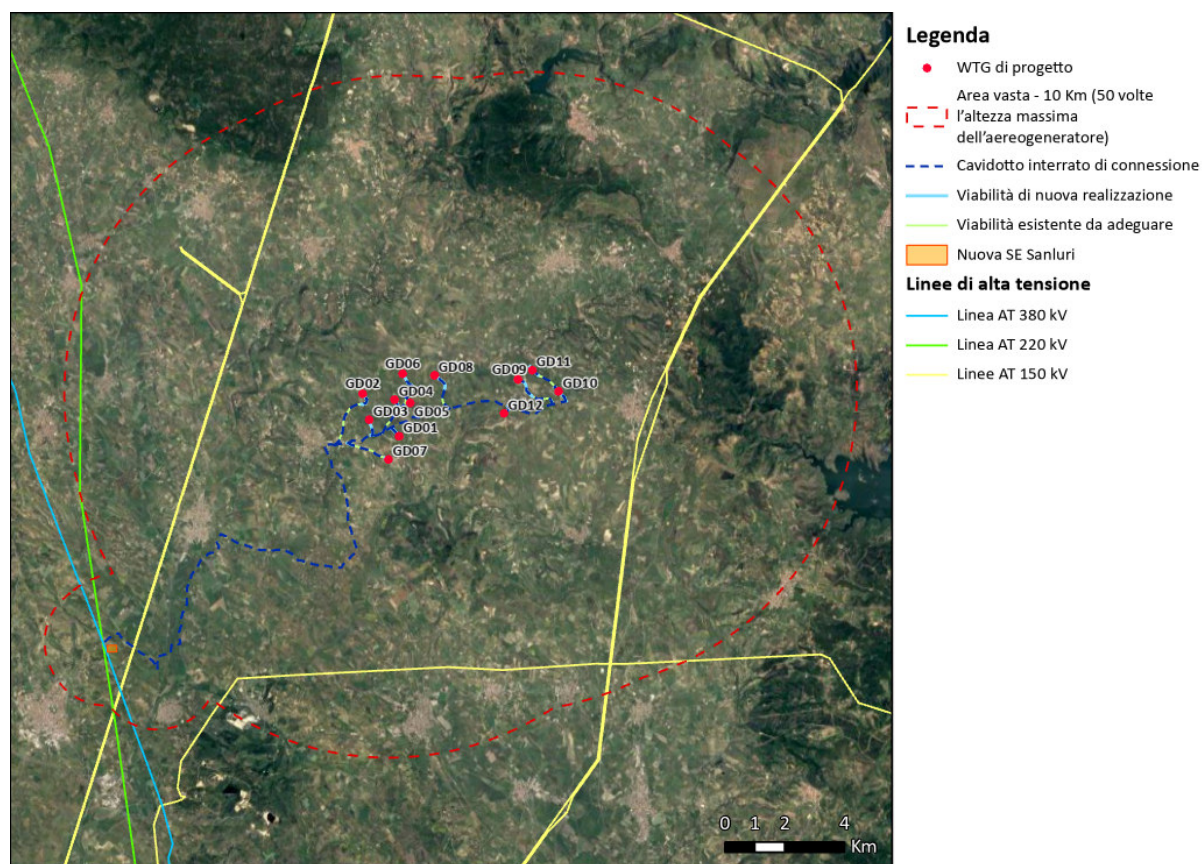 GD06
GD08
GD11
GD09
GD02
GD04
GD10
GD03
GD05
GD12
GD01
GD07
0 1 2 4
Km
Legenda
WTG di progetto
Area vasta - 10 Km (50 volte
l'altezza massima
dell'aereogeneratore)
Cavidotto interrato di connessione
Viabilità di nuova realizzazione
Viabilità esistente da adeguare
Nuova SE Sanluri
Linee di alta tensione
Linea AT 380 kV
Linea AT 220 kV
Linee AT 150 kV